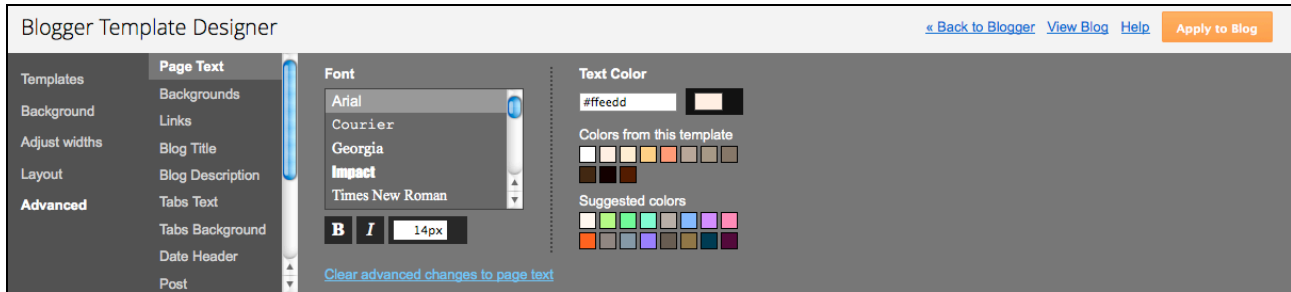 Blogger Template Designer
« Back to Blogger View Blog Help Apply to Blog
Templates
Background
Adjust widths
Layout
Advanced
Page Text
Backgrounds
Links
Blog Title
Blog Description
Tabs Text
Tabs Background
Date Header
Post
Font
Arial
Courier
Georgia
Impact
Times New Roman
B I 14px
Clear advanced changes to page text
Text Color
#ffeedd
Colors from this template
Suggested colors